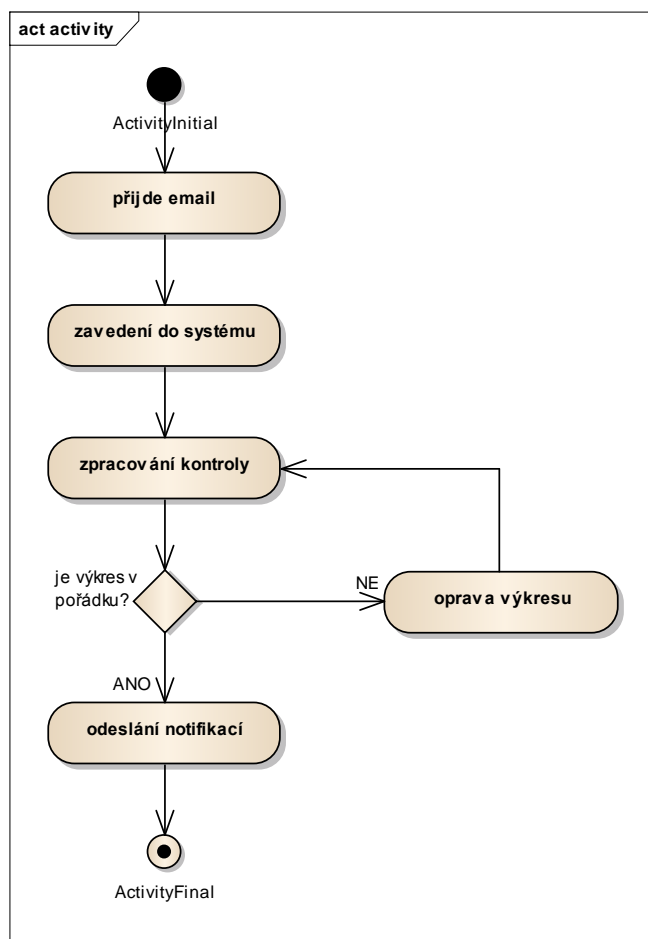 act activity
ActivityInitial
přijde email
zavedení do systému
zpracování kontroly
je výkres v
pořádku?
NE
oprava výkresu
ANO
odeslání notifikací
ActivityFinal